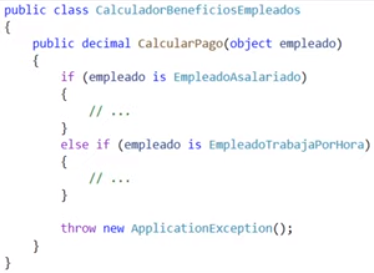 public class CalculadorBeneficiosEmpleados
{
public decimal CalcularPago(object empleado)
{
if (empleado is EmpleadoAsalariado)
{
// ...
}
else if (empleado is EmpleadoTrabajaPorHora)
{
// ...
}
throw new ApplicationException();
}
}